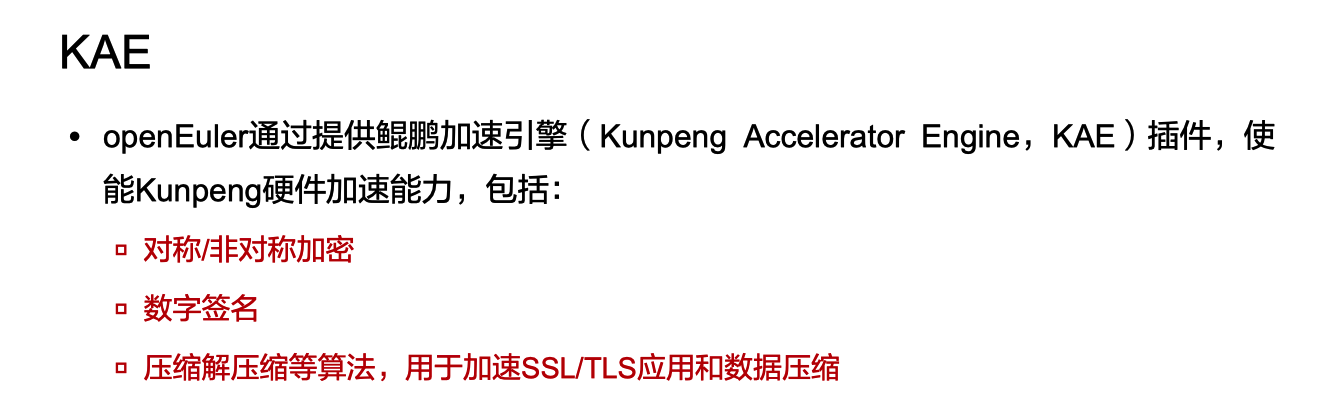 KAE
• openEuler通过提供鲲鹏加速引擎（Kunpeng Accelerator Engine，KAE）插件，使
能Kunpeng硬件加速能力，包括：
▫ 对称/非对称加密
▫ 数字签名
▫ 压缩解压缩等算法，用于加速SSL/TLS应用和数据压缩